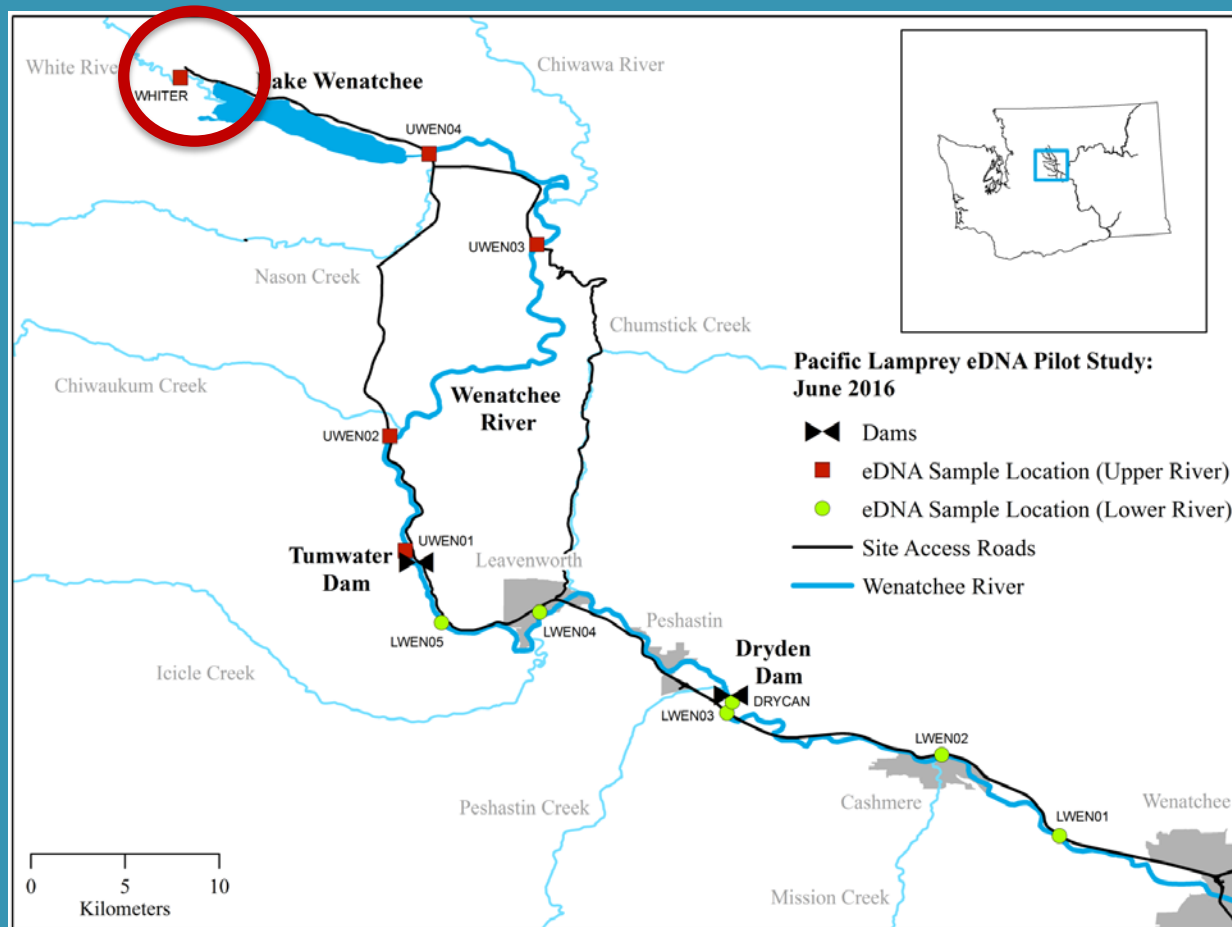 White River
Chiwawa River
Lake Wenatchee
WHITER
UWEN04
UWEN03
Nason Creek
Chumstick Creek
Pacific Lamprey eDNA Pilot Study:
June 2016
Chiwaukum Creek
Wenatchee
River
Dams
UWEN02
eDNA Sample Location (Upper River)
eDNA Sample Location (Lower River)
UWEN01
Site Access Roads
Tumwater
Dam
Leavenworth
Wenatchee River
LWEN05
LWEN04
Peshastin
Dryden
Dam
Icicle Creek
DRYCAN
LWEN03
LWEN02
Peshastin Creek
Cashmere
Wenatchee
LWEN01
0 5 10
Kilometers
Mission Creek